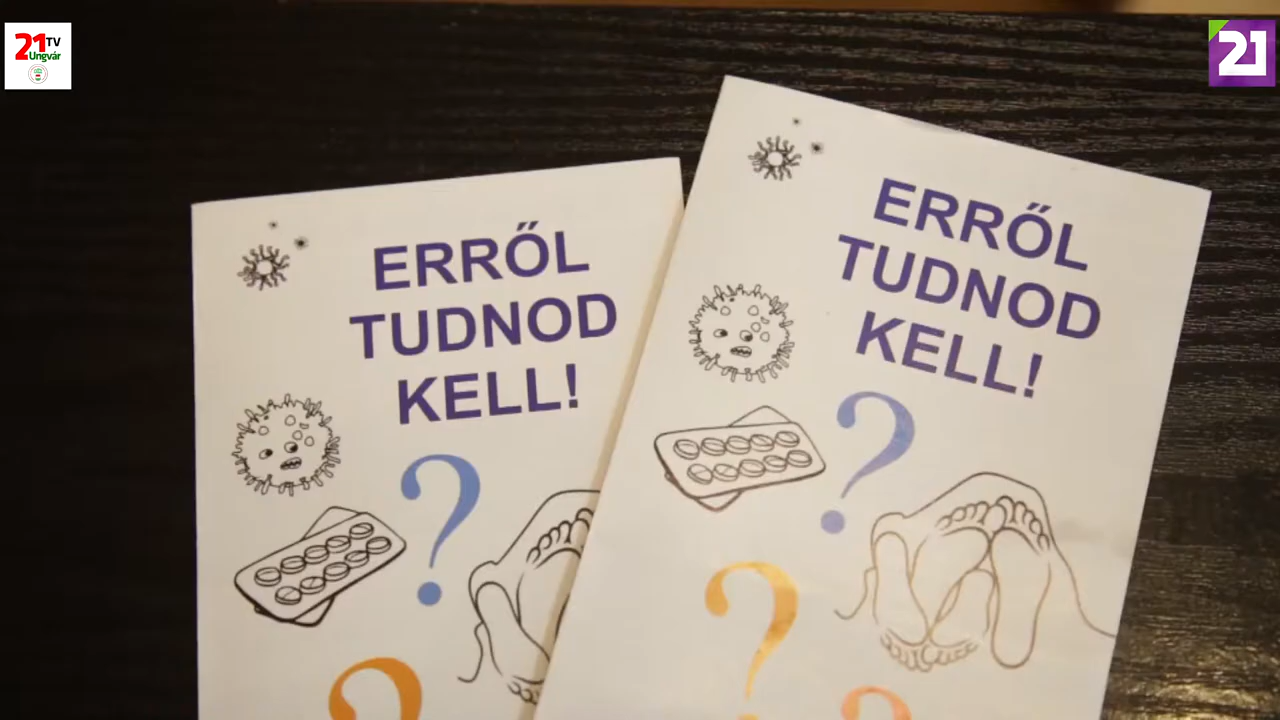 21TV
Ungvár
21
ERRŐL
TUDNOD
KELL!
?
?
ERRŐL
TUDNOD
KELL!
?
?
?